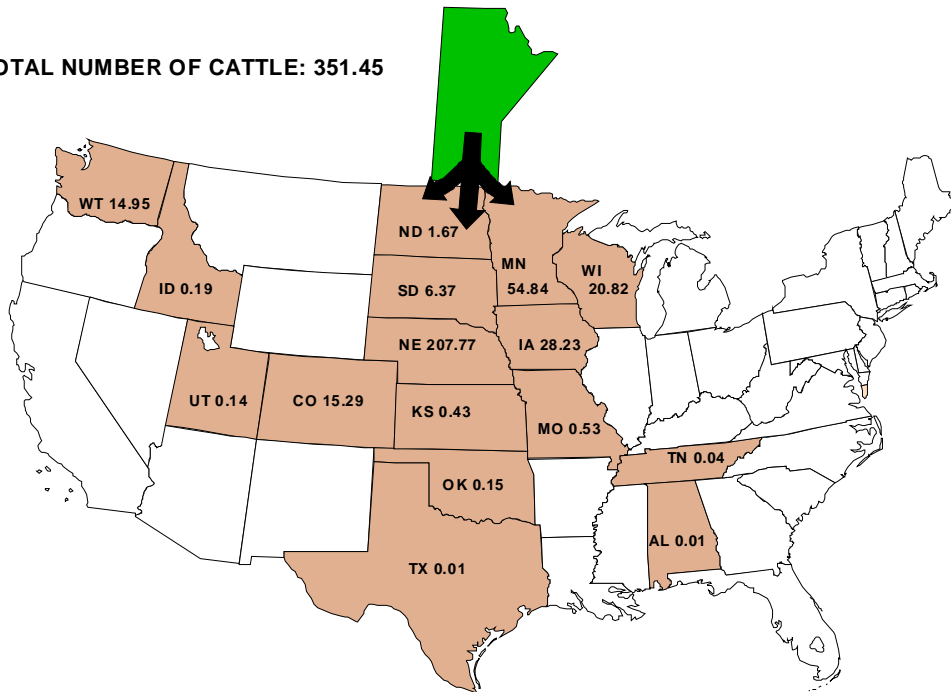 OTAL NUMBER OF CATTLE: 351.45
WT 14.95
ND 1.67
MN
54.84
WI
20.82
ID 0.19
SD 6.37
NE 207.77
IA 28.23
UT 0.14
CO 15.29
KS 0.43
MO 0.53
TN 0.04
OK 0.15
AL 0.01
TX 0.01